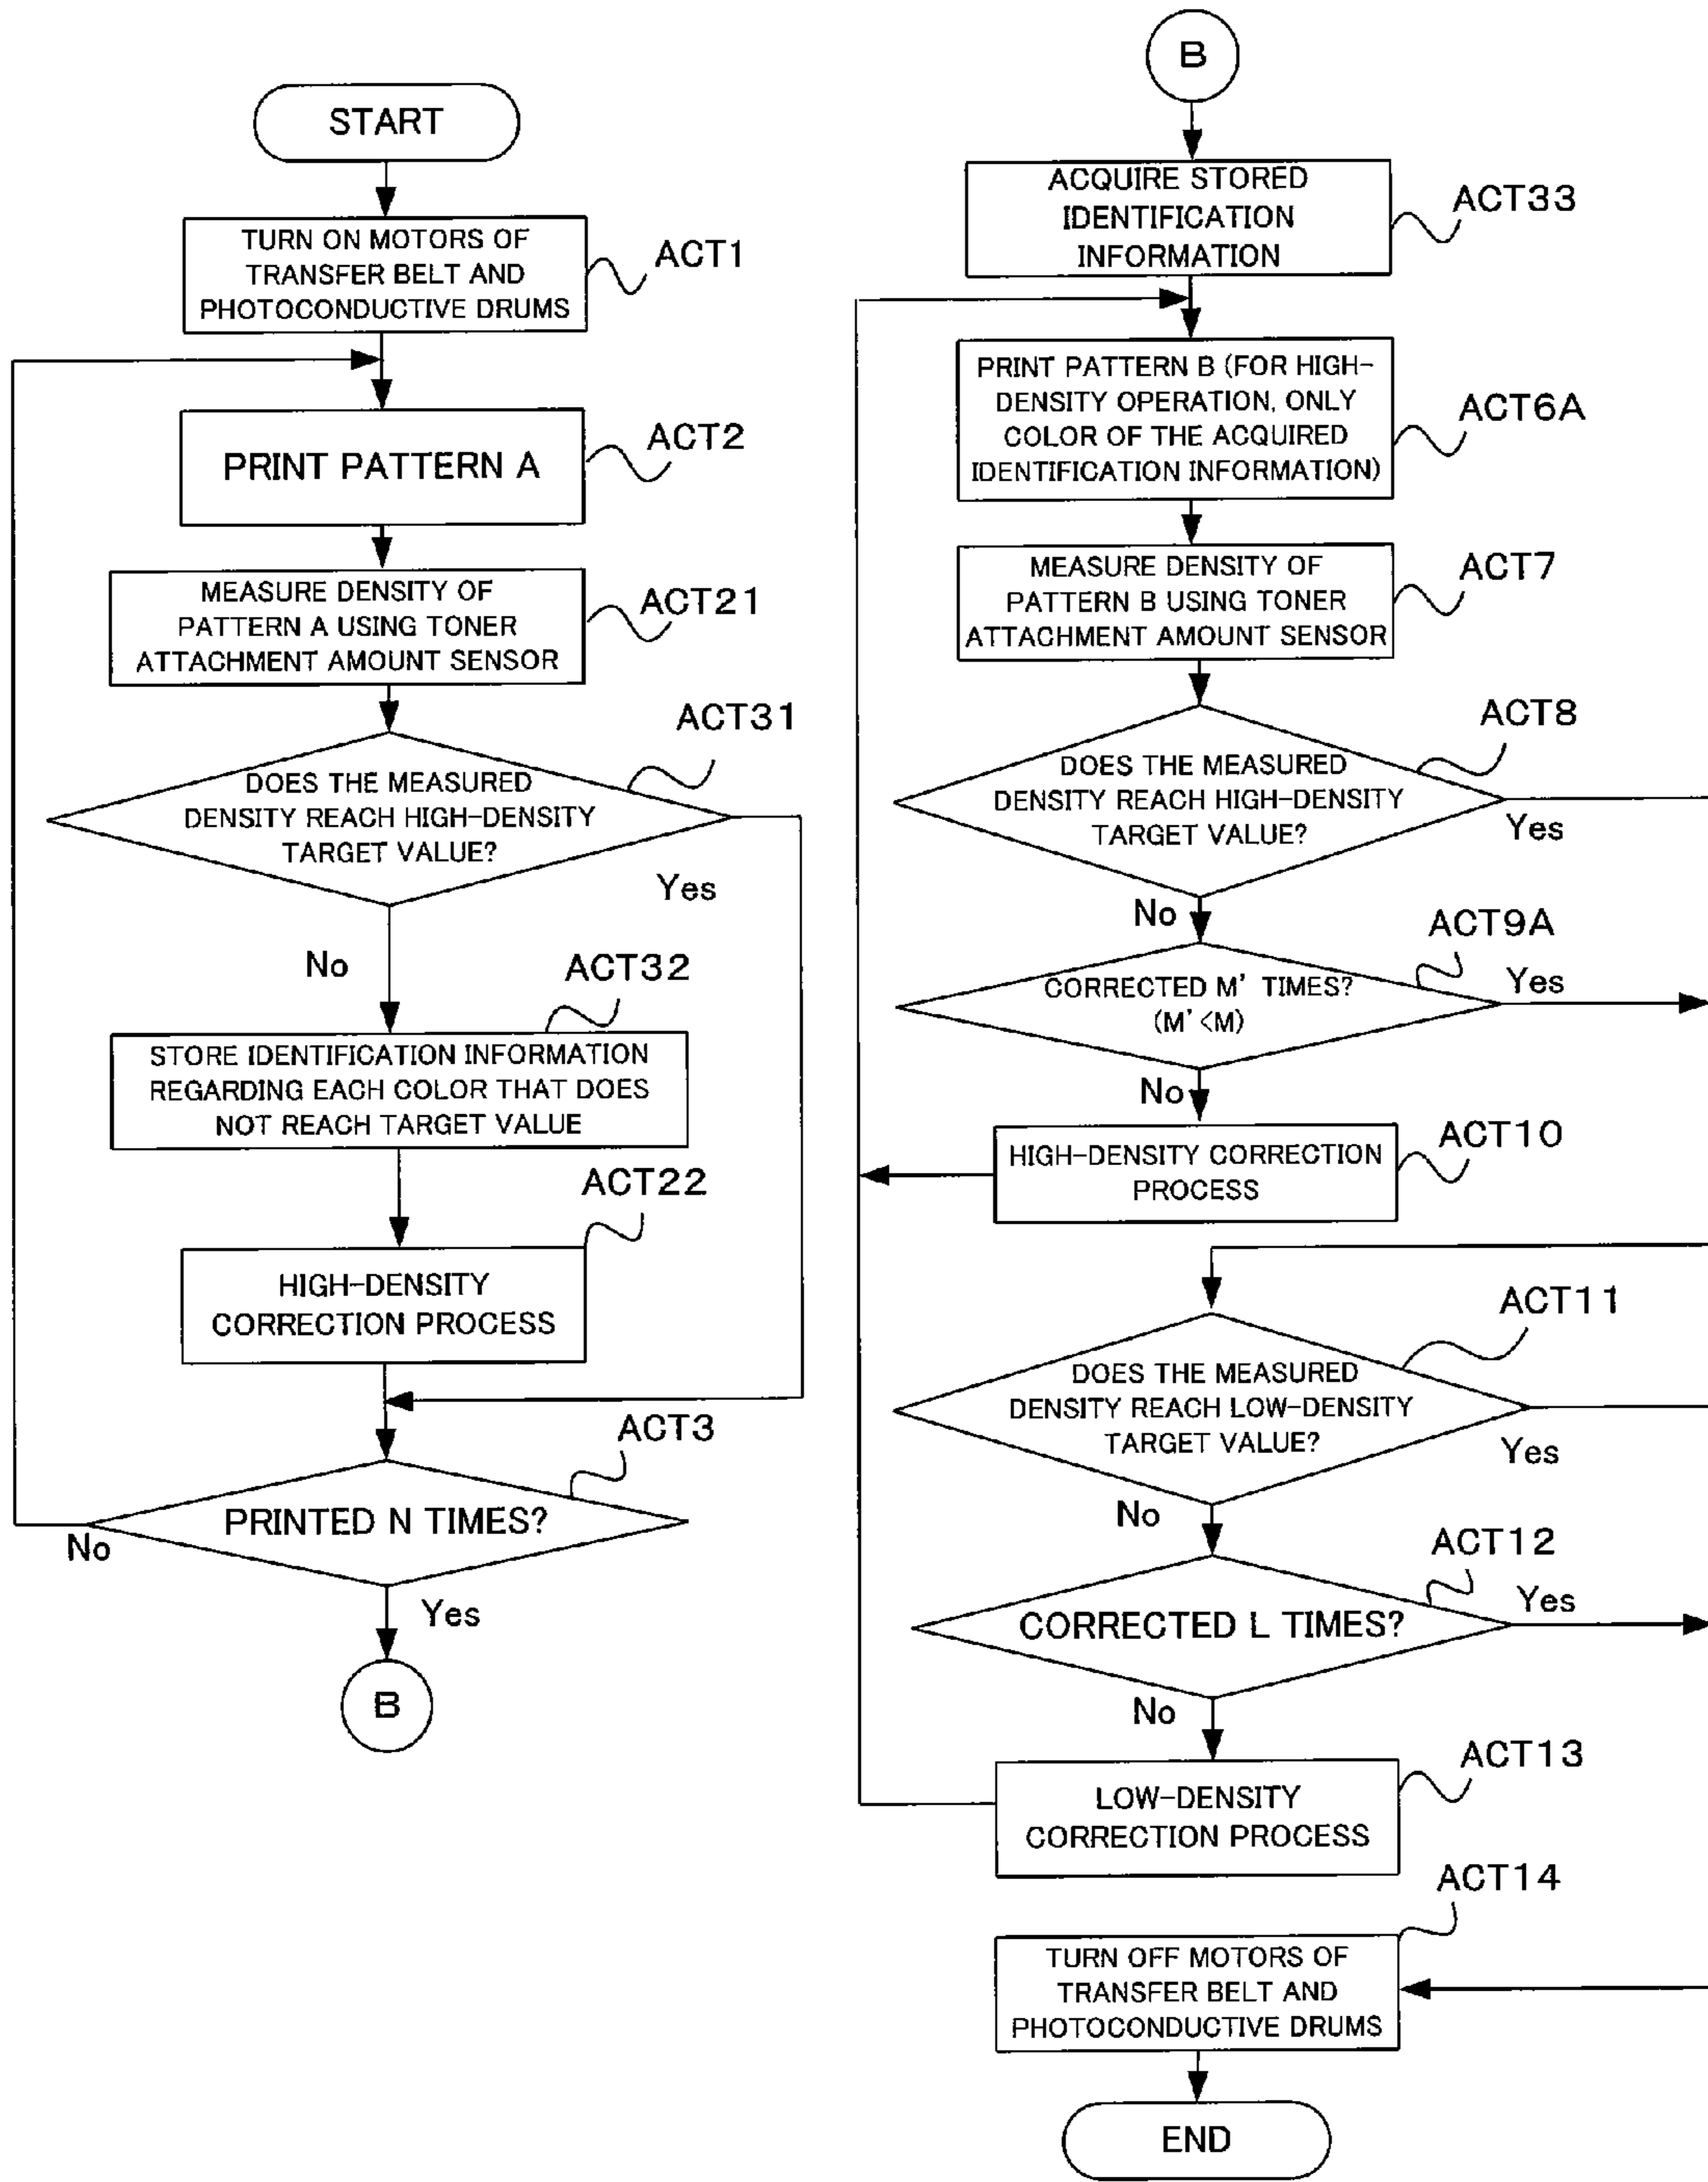 START
TURN ON MOTORS OF
TRANSFER BELT AND
PHOTOCONDUCTIVE DRUMS
ACT1
PRINT PATTERN A
ACT2
MEASURE DENSITY OF
PATTERN A USING TONER
ATTACHMENT AMOUNT SENSOR
ACT21
ACT31
DOES THE MEASURED
DENSITY REACH HIGH-DENSITY
TARGET VALUE?
Yes
No
ACT32
STORE IDENTIFICATION INFORMATION
REGARDING EACH COLOR THAT DOES
NOT REACH TARGET VALUE
ACT22
HIGH-DENSITY
CORRECTION PROCESS
ACT3
PRINTED N TIMES?
No
Yes
B
B
ACQUIRE STORED
IDENTIFICATION
INFORMATION
ACT33
PRINT PATTERN B (FOR HIGH-
DENSITY OPERATION, ONLY
COLOR OF THE ACQUIRED
IDENTIFICATION INFORMATION)
ACT6A
MEASURE DENSITY OF
PATTERN B USING TONER
ATTACHMENT AMOUNT SENSOR
ACT7
ACT8
DOES THE MEASURED
DENSITY REACH HIGH-DENSITY
TARGET VALUE?
Yes
No
ACT9A
CORRECTED M' TIMES?
(M'<M)
Yes
No
ACT10
HIGH-DENSITY CORRECTION
PROCESS
ACT11
DOES THE MEASURED
DENSITY REACH LOW-DENSITY
TARGET VALUE?
Yes
No
ACT12
CORRECTED L TIMES?
Yes
No
ACT13
LOW-DENSITY
CORRECTION PROCESS
ACT14
TURN OFF MOTORS OF
TRANSFER BELT AND
PHOTOCONDUCTIVE DRUMS
END